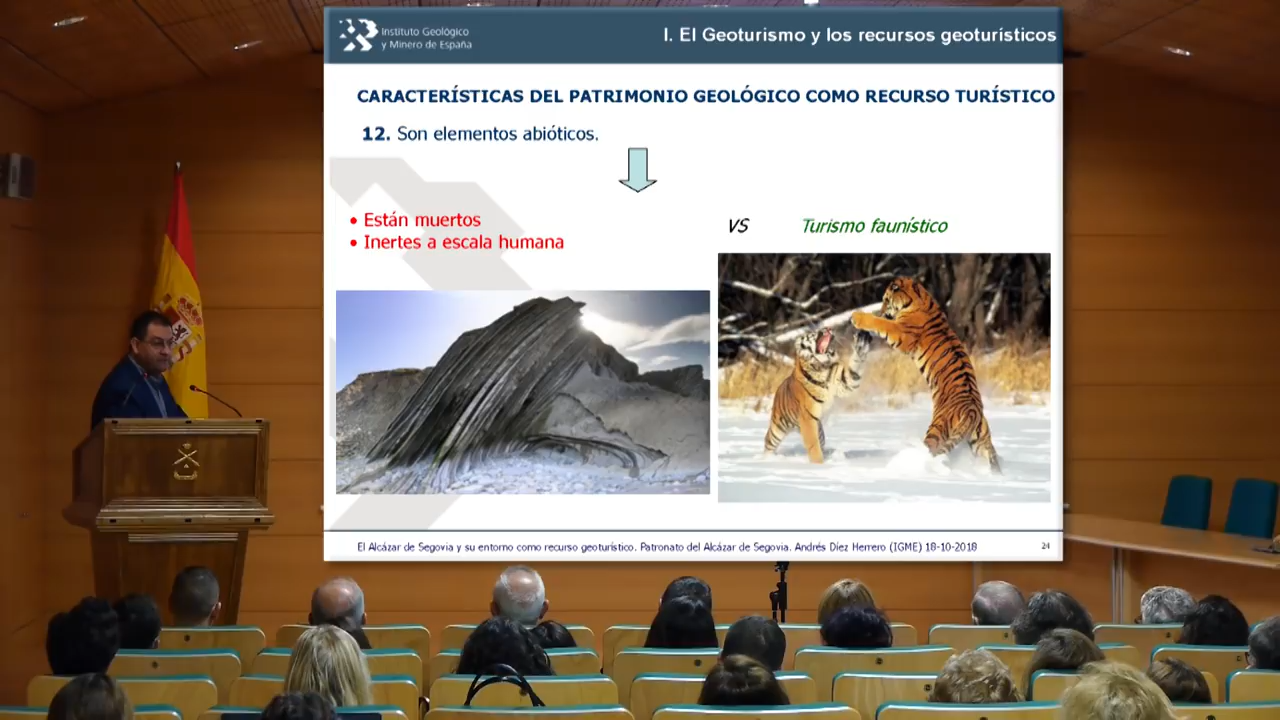 Instituto Geológico
y Minero de España
I. El Geoturismo y los recursos geoturísticos
CARACTERÍSTICAS DEL PATRIMONIO GEOLÓGICO COMO RECURSO TURÍSTICO
12. Son elementos abióticos.
• Están muertos
• Inertes a escala humana
VS Turismo faunístico
El Alcázar de Segovia y su entorno como recurso geoturístico. Patronato del Alcázar de Segovia. Andrés Díez Herrero (IGME) 18-10-2018
24